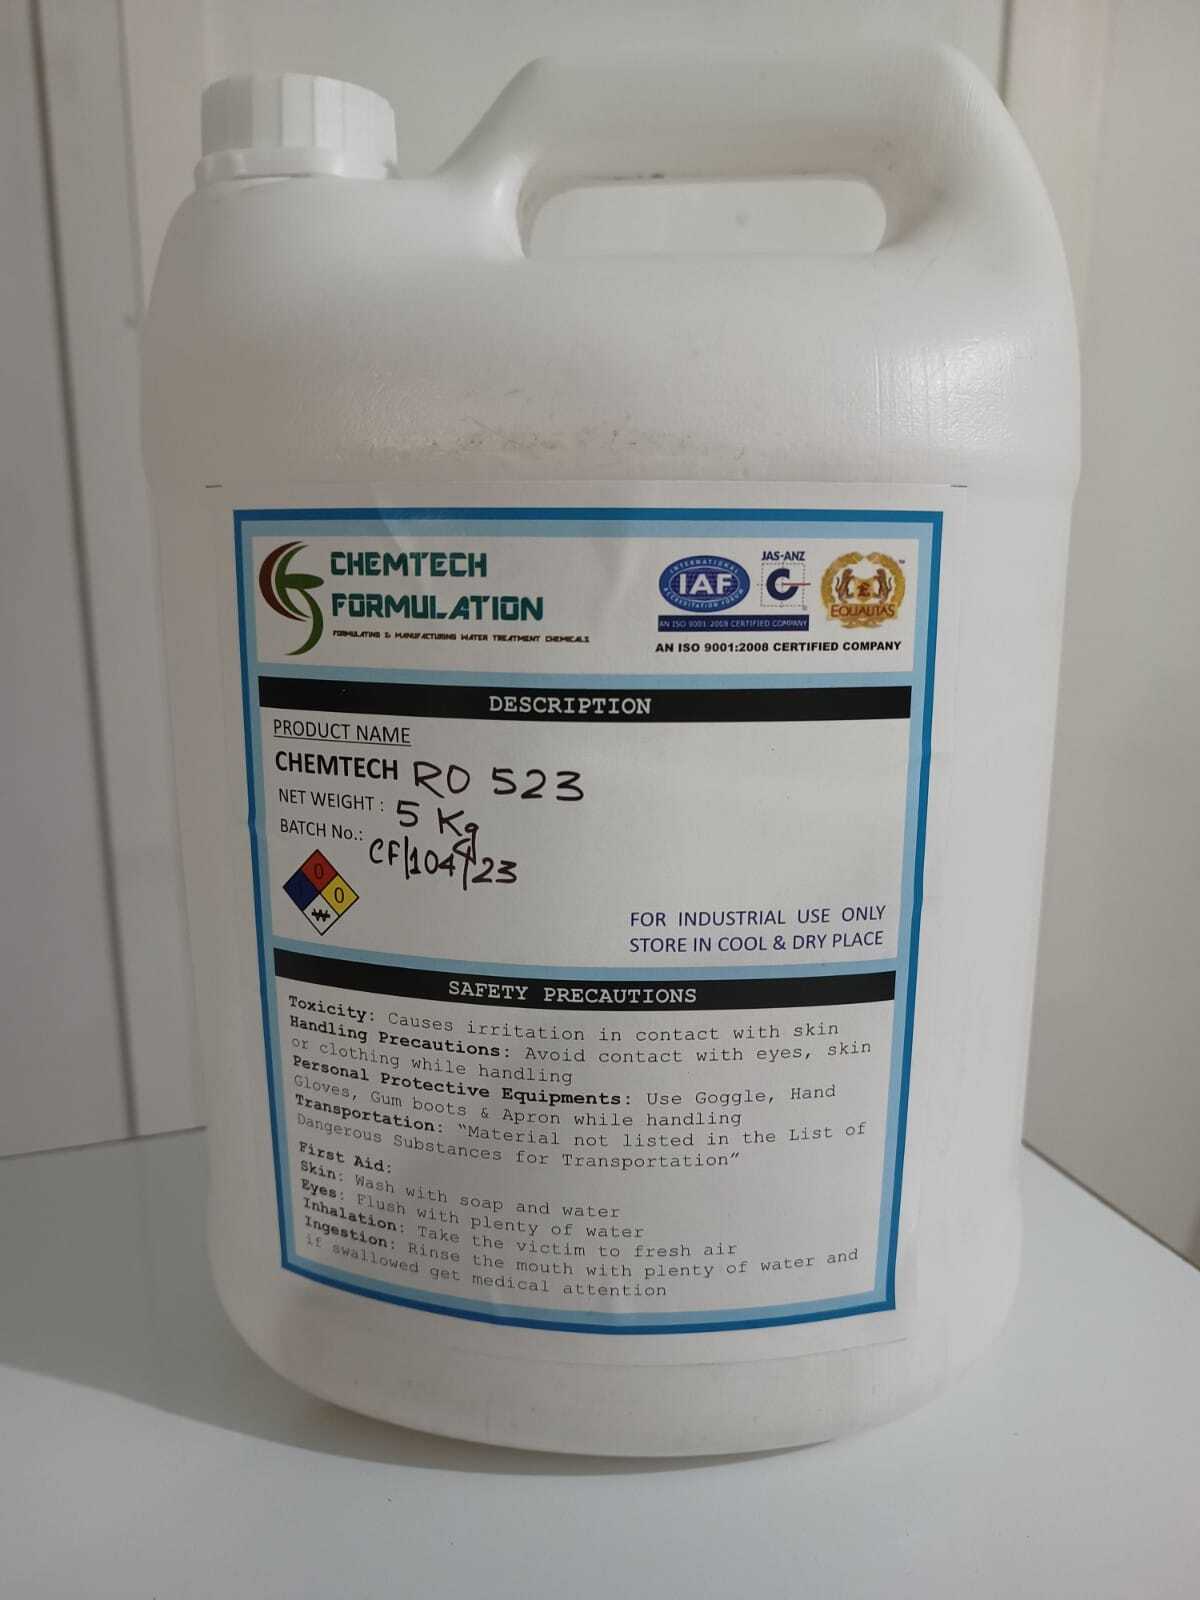 CHEMTECH
FORMULATION
FORMULATING & MANUFACTURING WATER TREATMENT CHEMICALS
INTERNATIONAL
IAF
ACCREDITATION FORUM
AN ISO 9001:2008 CERTIFIED COMPANY
JAS-ANZ
EQUALITAS
AN ISO 9001:2008 CERTIFIED COMPANY
DESCRIPTION
PRODUCT NAME
CHEMTECH RO 523
NET WEIGHT : 5 Kg
BATCH No.: CF/104/23
0
0
FOR INDUSTRIAL USE ONLY
STORE IN COOL & DRY PLACE
SAFETY PRECAUTIONS
Toxicity: Causes irritation in contact with skin
Handling Precautions: Avoid contact with eyes, skin
or clothing while handling
Personal Protective Equipments: Use Goggle, Hand
Gloves, Gum boots & Apron while handling
Transportation: “Material not listed in the List of
Dangerous Substances for Transportation”
First Aid:
Skin: Wash with soap and water
Eyes: Flush with plenty of water
Inhalation: Take the victim to fresh air
Ingestion: Rinse the mouth with plenty of water and
if swallowed get medical attention